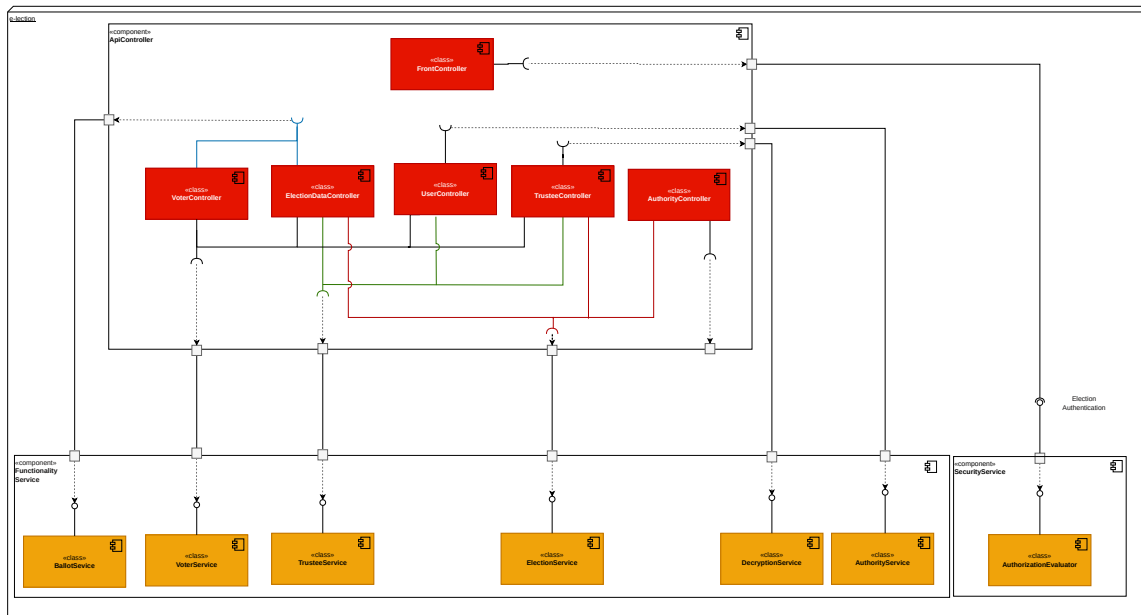 e-lection
«component»
ApiController
«class»
FrontController
«class»
VoterController
«class»
ElectionDataController
«class»
UserController
«class»
TrusteeController
«class»
AuthorityController
Election
Authentication
«component»
Functionality
Service
«component»
SecurityService
«class»
BallotSevice
«class»
VoterService
«class»
TrusteeService
«class»
ElectionService
«class»
DecryptionService
«class»
AuthorityService
«class»
AuthorizationEvaluator